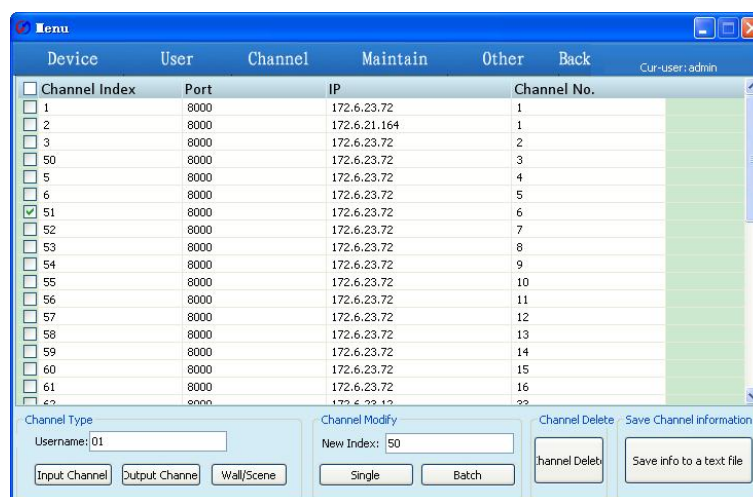 Menu
Device User Channel Maintain Other Back Cur-user: admin
Channel Index Port IP Channel No.
1 8000 172.6.23.72 1
2 8000 172.6.21.164 1
3 8000 172.6.23.72 2
50 8000 172.6.23.72 3
5 8000 172.6.23.72 4
6 8000 172.6.23.72 5
51 8000 172.6.23.72 6
52 8000 172.6.23.72 7
53 8000 172.6.23.72 8
54 8000 172.6.23.72 9
55 8000 172.6.23.72 10
56 8000 172.6.23.72 11
57 8000 172.6.23.72 12
58 8000 172.6.23.72 13
59 8000 172.6.23.72 14
60 8000 172.6.23.72 15
61 8000 172.6.23.72 16
Channel Type Channel Modify Channel Delete Save Channel information
Username: 01 New Index: 50
Input Channel Output Channe Wall/Scene Single Batch hannel Delet Save info to a text file